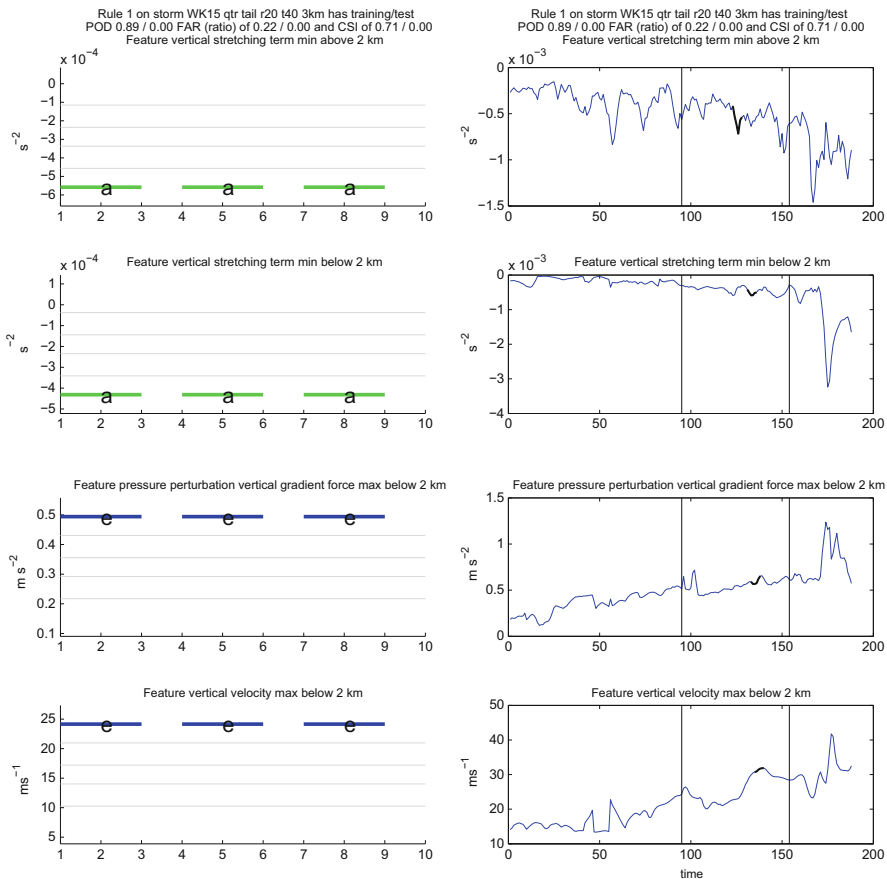 Rule 1 on storm WK15 qtr tail r20 t40 3km has training/test
POD 0.89 / 0.00 FAR (ratio) of 0.22 / 0.00 and CSI of 0.71 / 0.00
Feature vertical stretching term min above 2 km
x 10⁻⁴
0
−1
−2
−3
−4
−5
−6
s⁻²
a a a
1 2 3 4 5 6 7 8 9 10
Rule 1 on storm WK15 qtr tail r20 t40 3km has training/test
POD 0.89 / 0.00 FAR (ratio) of 0.22 / 0.00 and CSI of 0.71 / 0.00
Feature vertical stretching term min above 2 km
x 10⁻³
0
−0.5
−1
−1.5
s⁻²
0 50 100 150 200
Feature vertical stretching term min below 2 km
x 10⁻⁴
1
0
−1
−2
−3
−4
−5
s⁻²
a a a
1 2 3 4 5 6 7 8 9 10
Feature vertical stretching term min below 2 km
x 10⁻³
0
−1
−2
−3
−4
s⁻²
0 50 100 150 200
Feature pressure perturbation vertical gradient force max below 2 km
0.5
0.4
0.3
0.2
0.1
m s⁻²
e e e
1 2 3 4 5 6 7 8 9 10
Feature pressure perturbation vertical gradient force max below 2 km
1.5
1
0.5
0
m s⁻²
0 50 100 150 200
Feature vertical velocity max below 2 km
25
20
15
10
5
ms⁻¹
e e e
1 2 3 4 5 6 7 8 9 10
Feature vertical velocity max below 2 km
50
40
30
20
10
ms⁻¹
0 50 100 150 200
time